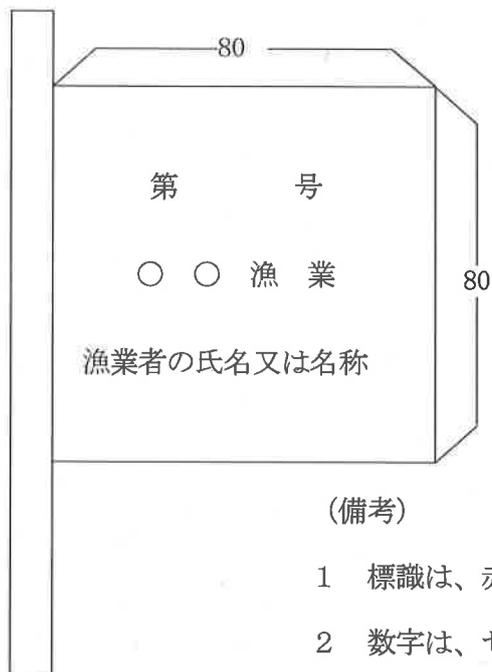 80
第　　号
○ ○ 漁 業
80
漁業者の氏名又は名称
(備考)
1　標識は、
2　数字は、